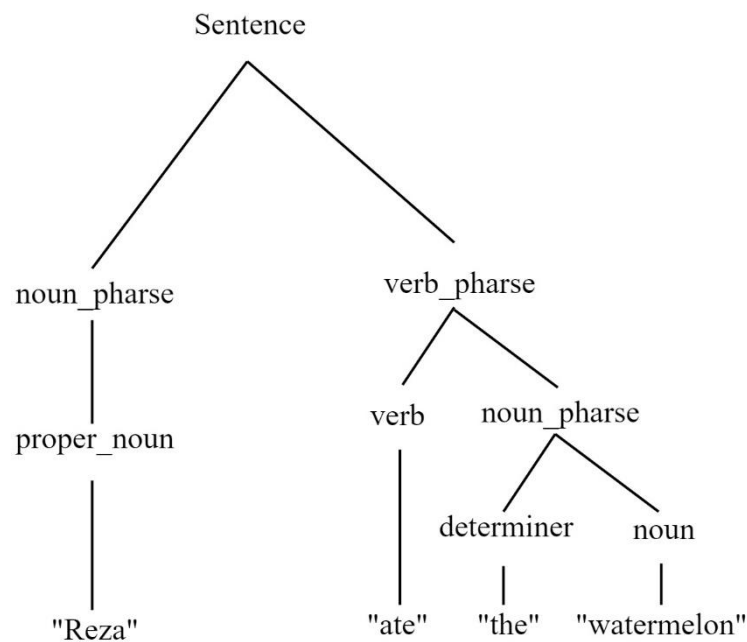 Sentence
noun_pharse verb_pharse
verb noun_pharse
proper_noun
determiner noun
"Reza" "ate" "the" "watermelon"